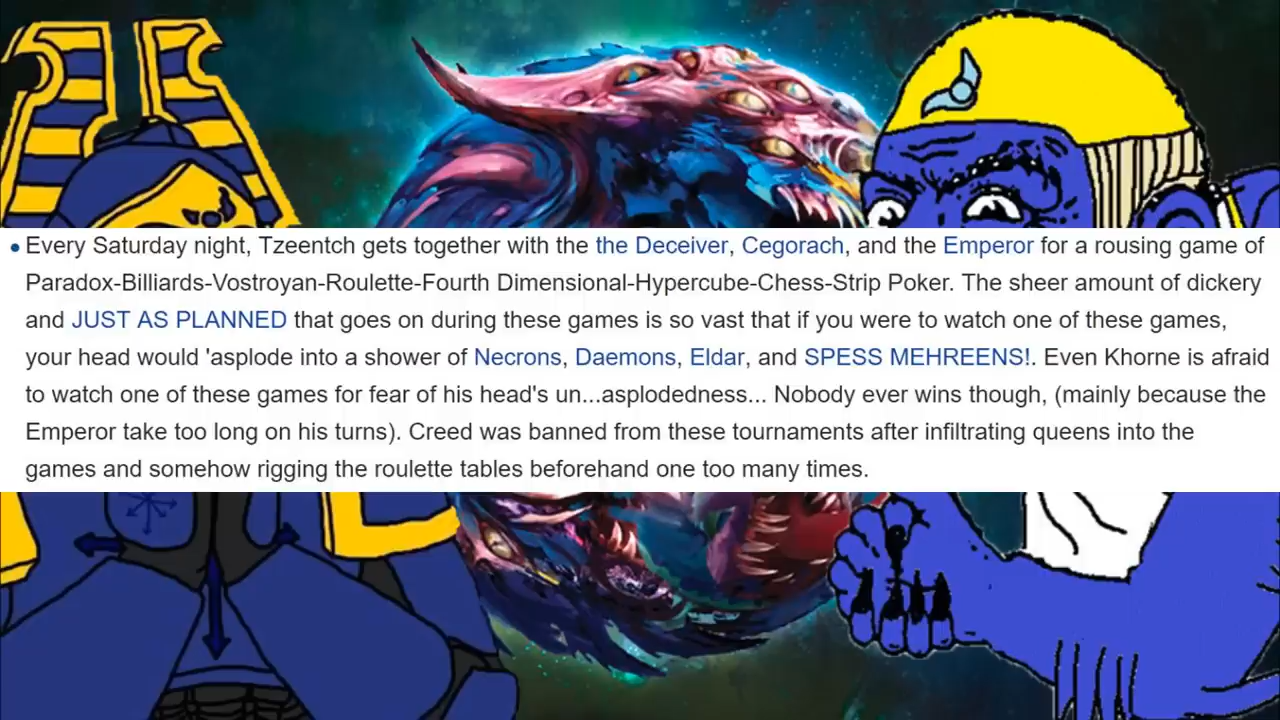 • Every Saturday night, Tzeentch gets together with the the Deceiver, Cegorach, and the Emperor for a rousing game of
Paradox-Billiards-Vostroyan-Roulette-Fourth Dimensional-Hypercube-Chess-Strip Poker. The sheer amount of dickery
and JUST AS PLANNED that goes on during these games is so vast that if you were to watch one of these games,
your head would 'asplode into a shower of Necrons, Daemons, Eldar, and SPESS MEHREENS!. Even Khorne is afraid
to watch one of these games for fear of his head's un...asplodedness... Nobody ever wins though, (mainly because the
Emperor take too long on his turns). Creed was banned from these tournaments after infiltrating queens into the
games and somehow rigging the roulette tables beforehand one too many times.